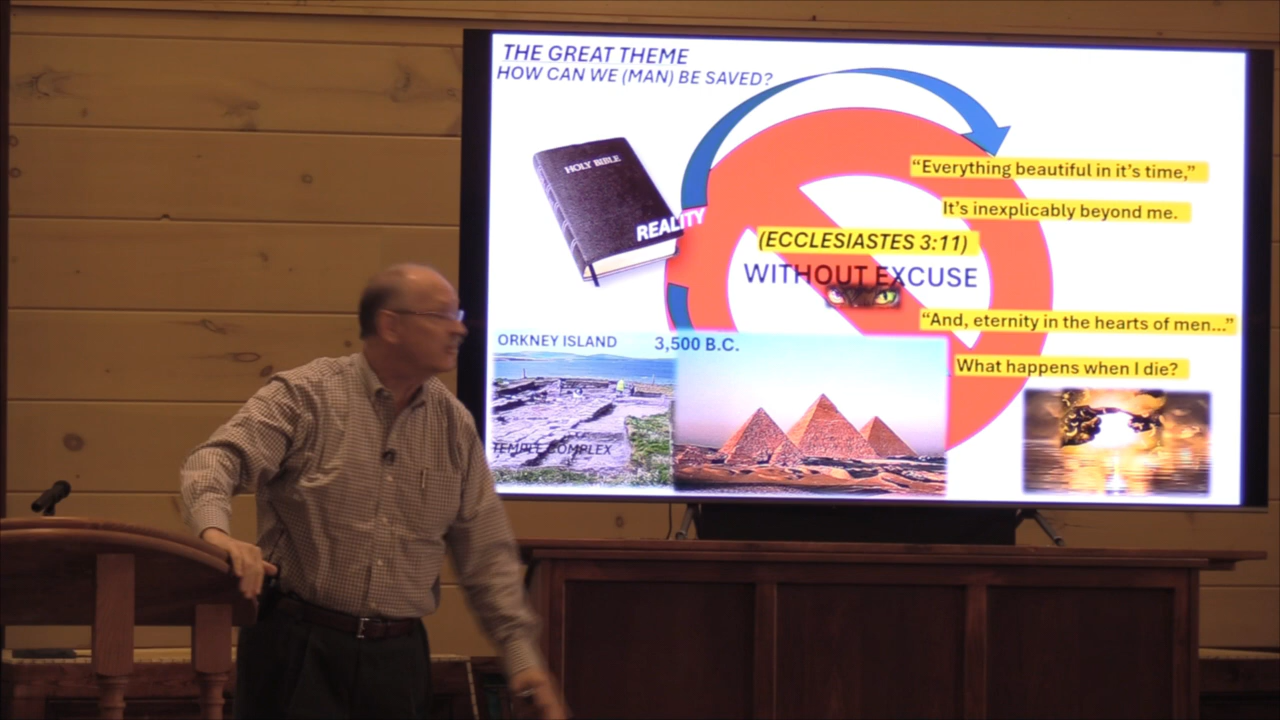 THE GREAT THEME
HOW CAN WE (MAN) BE SAVED?
HOLY BIBLE
REALITY
“Everything beautiful in it’s time,”
It’s inexplicably beyond me.
(ECCLESIASTES 3:11)
WITHOUT EXCUSE
“And, eternity in the hearts of men...”
What happens when I die?
ORKNEY ISLAND
3,500 B.C.
TEMPLE COMPLEX